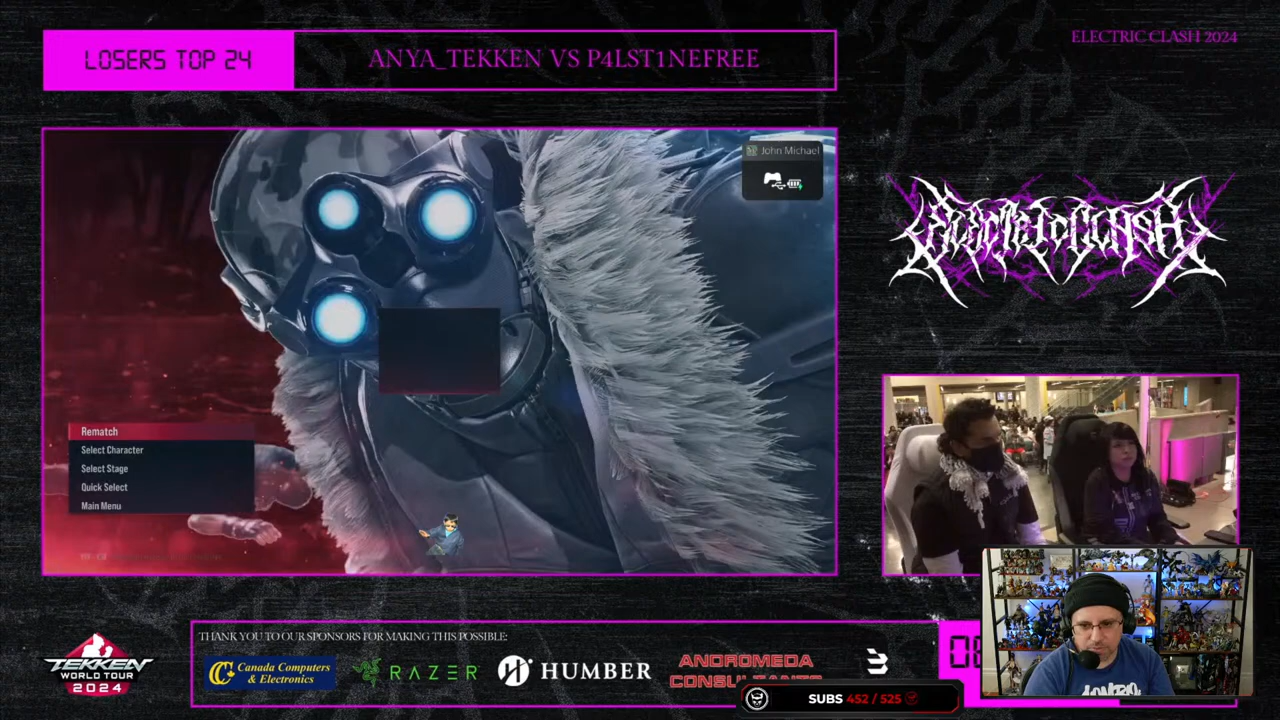 LOSERS TOP 24
ANYA_TEKKEN VS P4LST1NEFREE
ELECTRIC CLASH 2024
John Michael
ELECTRIC CLASH
Rematch
Select Character
Select Stage
Quick Select
Main Menu
THANK YOU TO OUR SPONSORS FOR MAKING THIS POSSIBLE:
TEKKEN
WORLD TOUR
2024
Canada Computers
& Electronics
RAZER
HUMBER
ANDROMEDA
SUBS 452 / 525